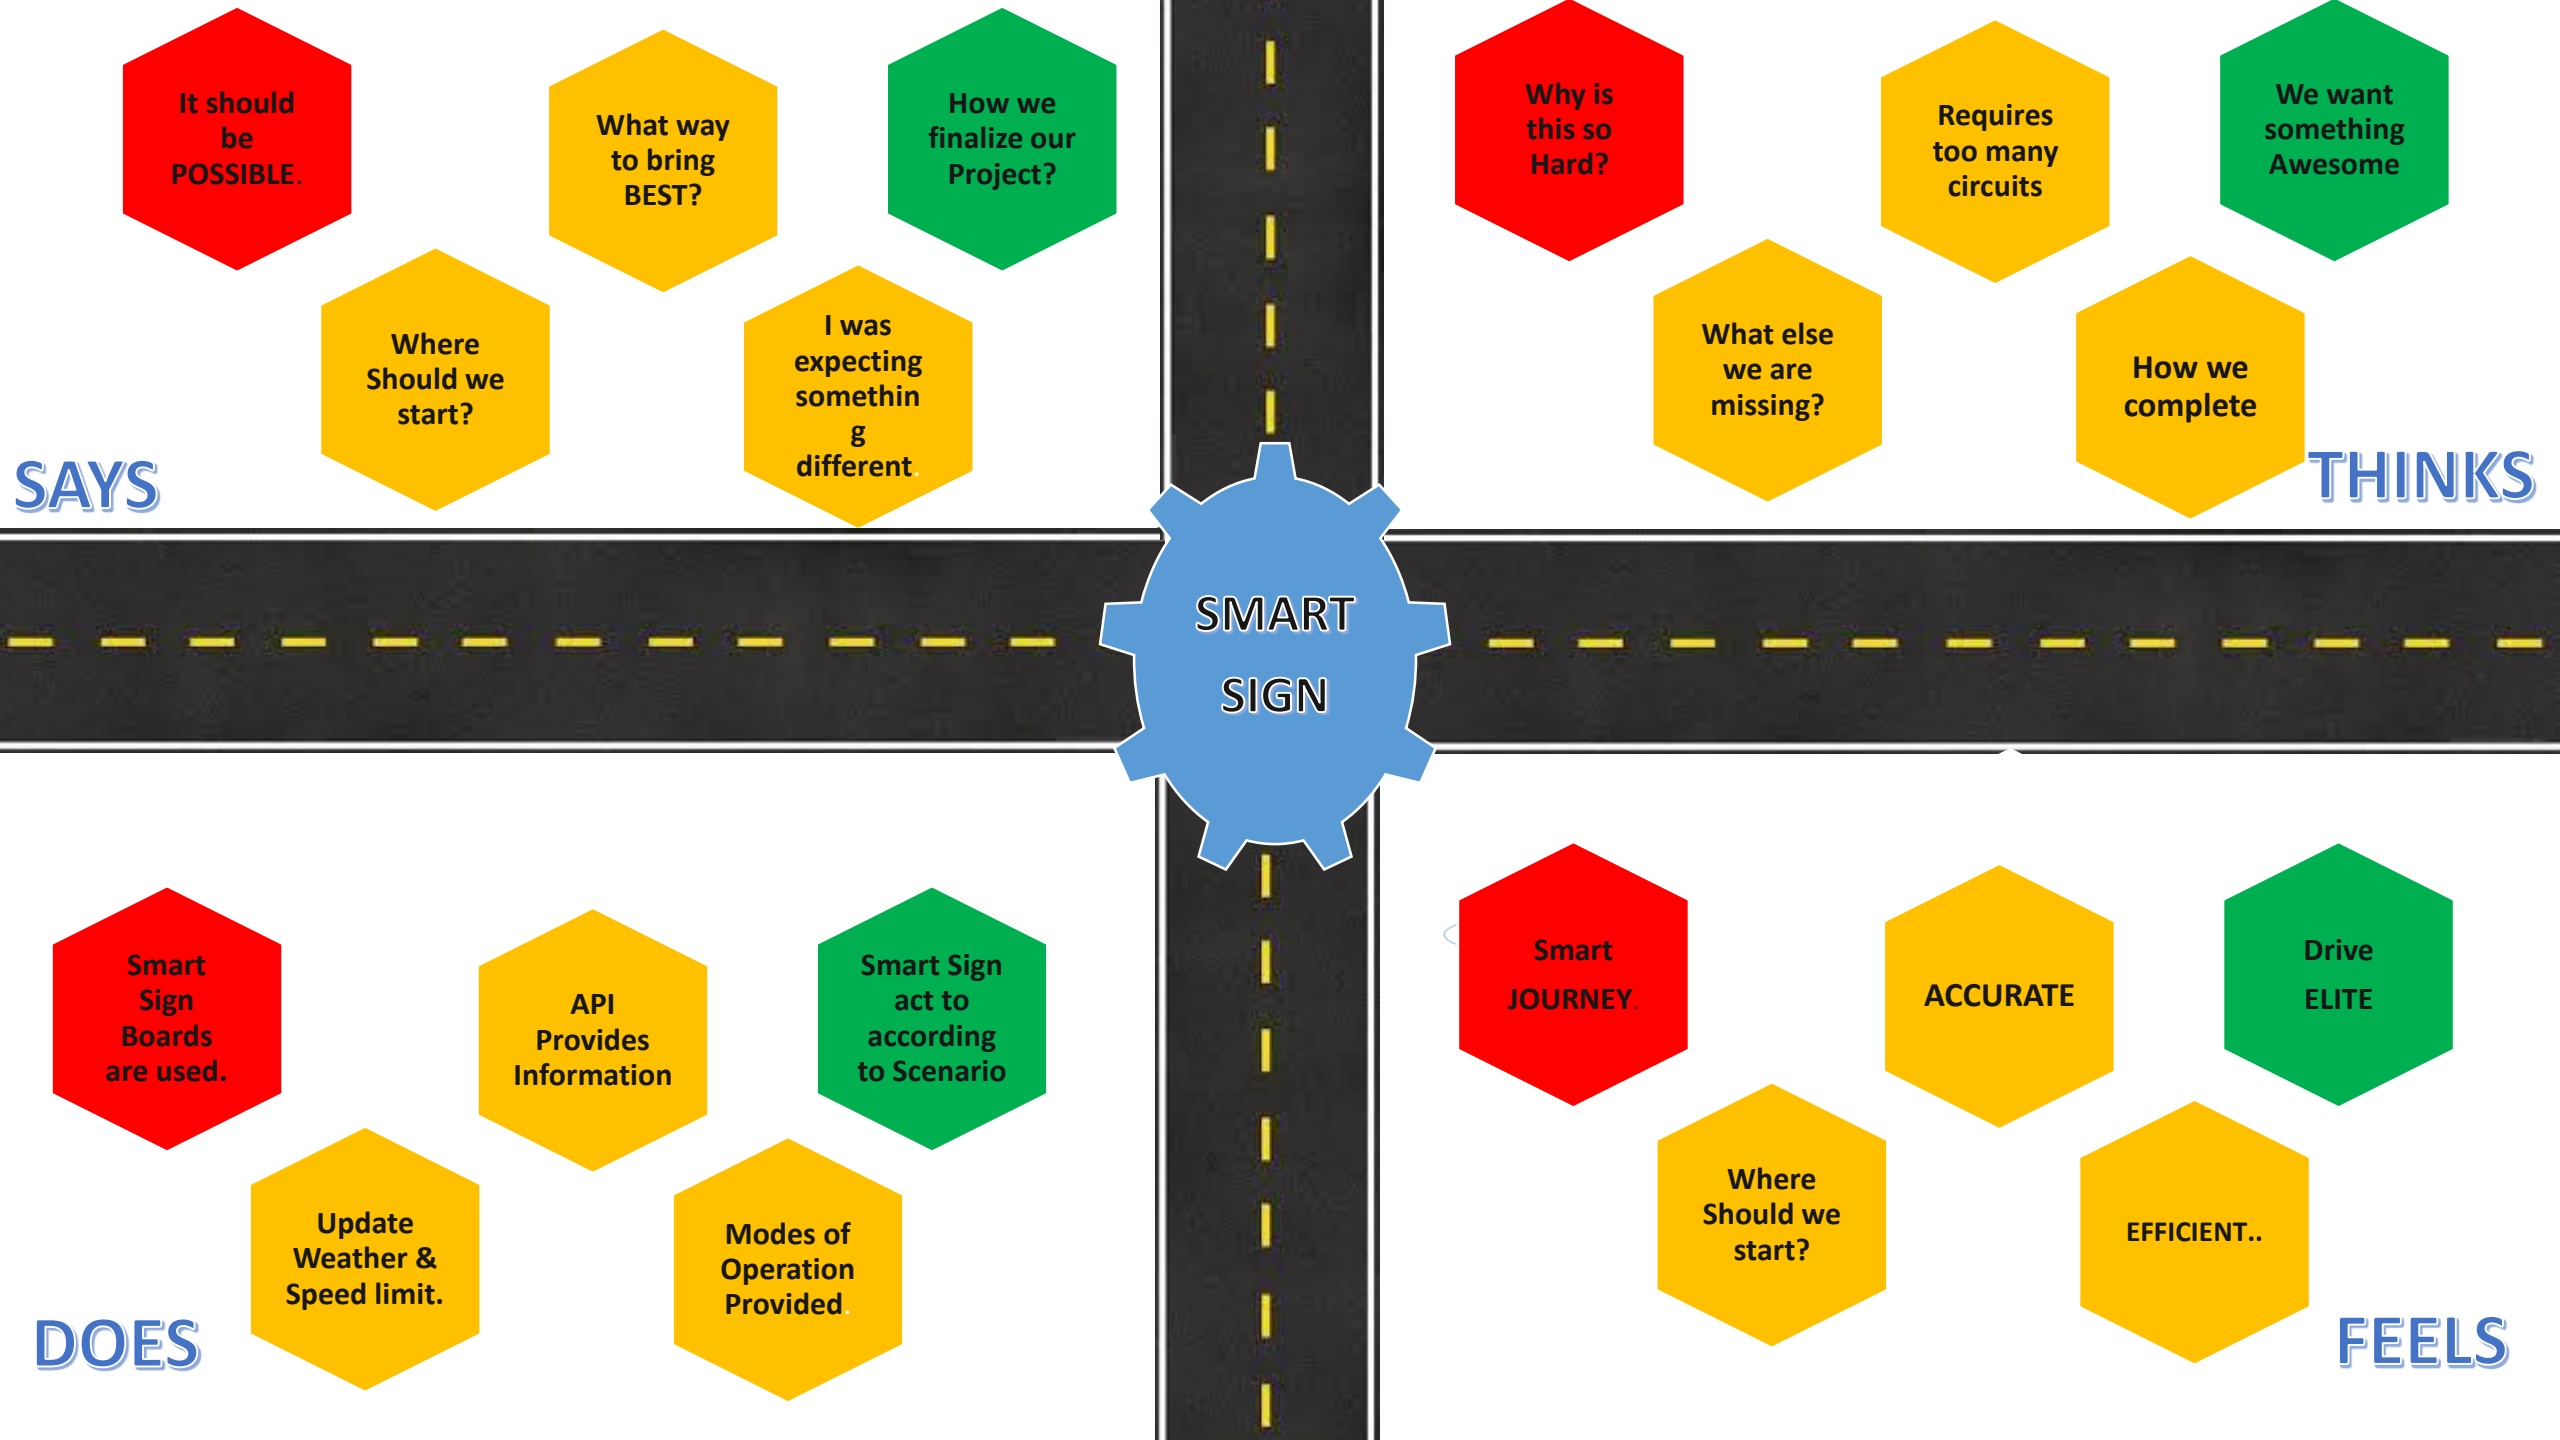 It should
be
POSSIBLE.
What way
to bring
BEST?
How we
finalize our
Project?
Where
Should we
start?
I was
expecting
somethin
g
different.
SAYS
Why is
this so
Hard?
Requires
too many
circuits
We want
something
Awesome
What else
we are
missing?
How we
complete
THINKS
SMART
SIGN
Smart
Sign
Boards
are used.
API
Provides
Information
Smart Sign
act to
according
to Scenario
Update
Weather &
Speed limit.
Modes of
Operation
Provided.
DOES
Smart
JOURNEY.
ACCURATE
Drive
ELITE
Where
Should we
start?
EFFICIENT..
FEELS